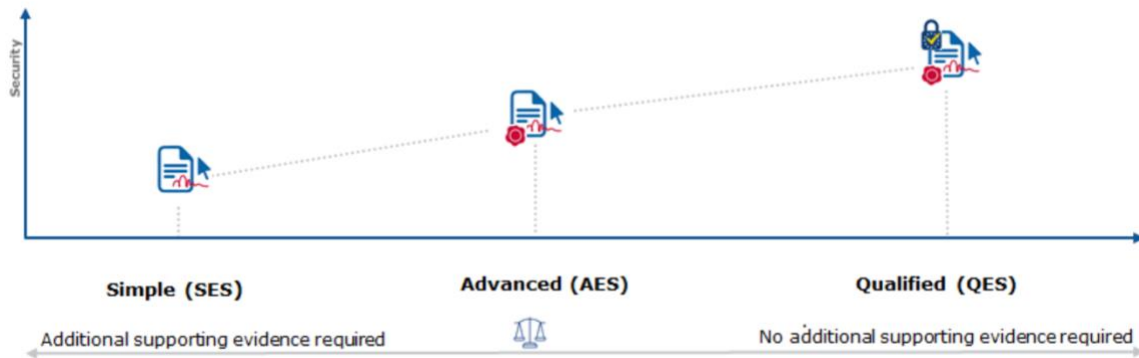 Security
Simple (SES)
Advanced (AES)
Qualified (QES)
Additional supporting evidence required
No additional supporting evidence required